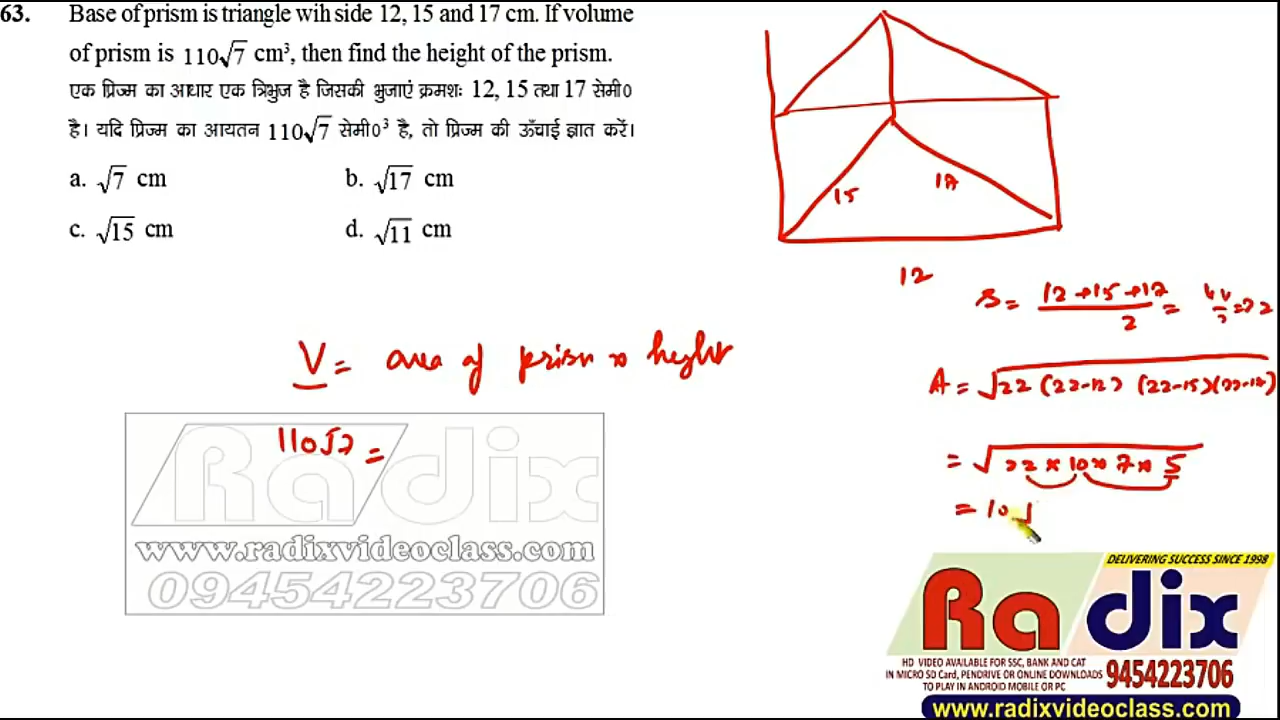 63. Base of prism is triangle wih side 12, 15 and 17 cm. If volume
of prism is 110√7 cm³, then find the height of the prism.
एक प्रिज्म का आधार एक त्रिभुज है जिसकी भुजाएं क्रमशः 12, 15 तथा 17 सेमी०
है। यदि प्रिज्म का आयतन 110√7 सेमी०³ है, तो प्रिज्म की ऊँचाई ज्ञात करें।
a. √7 cm b. √17 cm
c. √15 cm d. √11 cm
15 17
12
S = 12+15+17/2 = 44/2 = 22
V = area of prism × height
A = √22 (22-12) (22-15)(22-17)
110√7 =
= √22 × 10 × 7 × 5
= 10√
Radix
www.radixvideoclass.com
09454223706
DELIVERING SUCCESS SINCE 1998
Radix
HD VIDEO AVAILABLE FOR SSC, BANK AND CAT
IN MICRO SD Card, PENDRIVE OR ONLINE DOWNLOADS
TO PLAY IN ANDROID MOBILE OR PC
9454223706
www.radixvideoclass.com